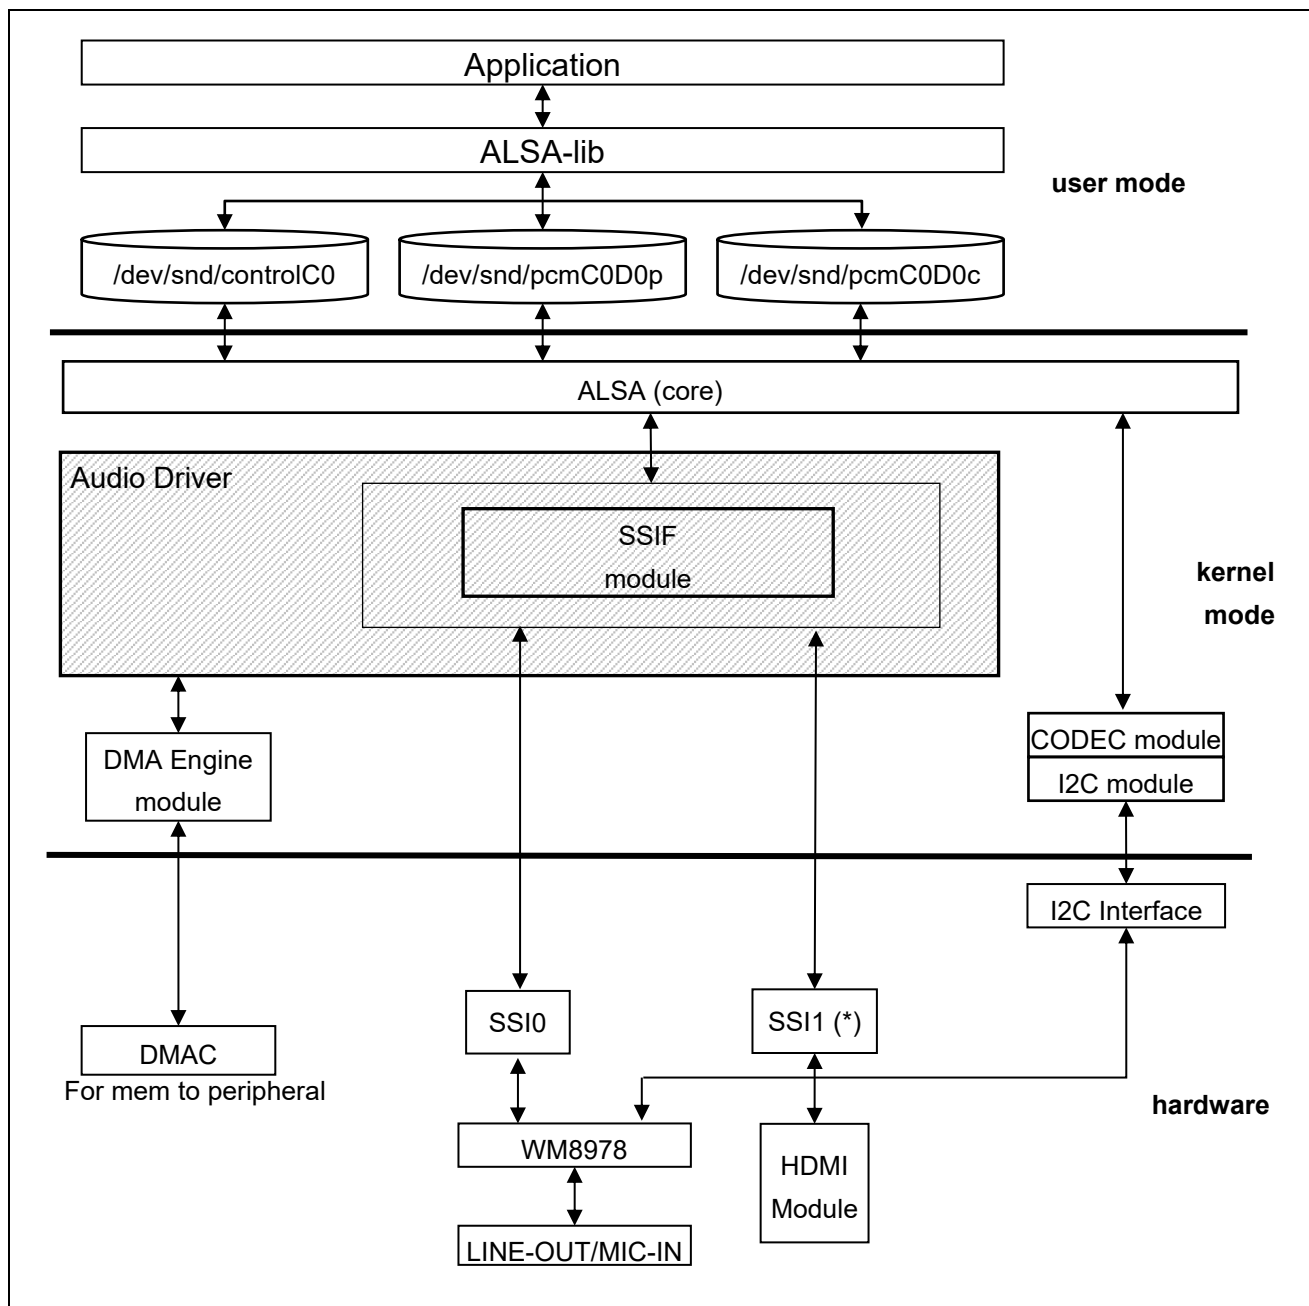 Application
ALSA-lib
user mode
/dev/snd/controlC0
/dev/snd/pcmC0D0p
/dev/snd/pcmC0D0c
ALSA (core)
Audio Driver
SSIF
module
kernel
mode
DMA Engine
module
CODEC module
I2C module
I2C Interface
SSI0
SSI1 (*)
DMAC
For mem to peripheral
hardware
WM8978
HDMI
Module
LINE-OUT/MIC-IN